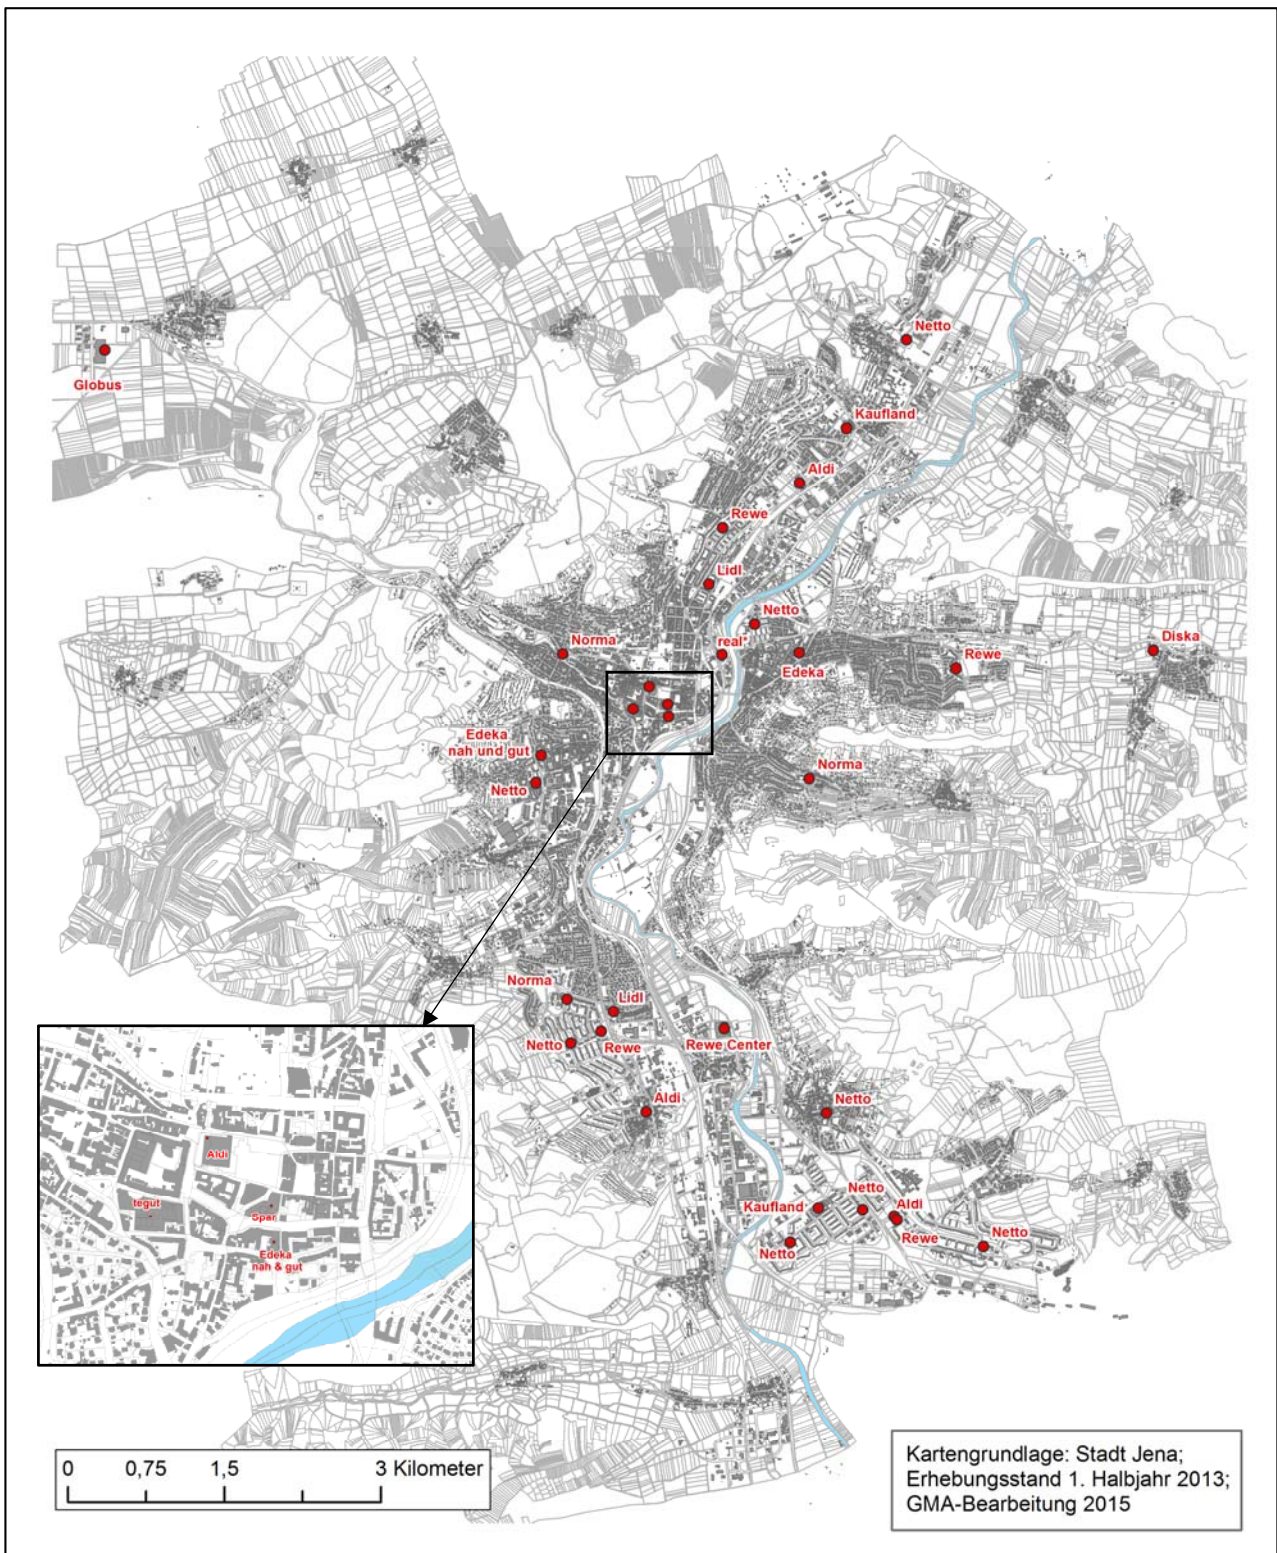 Netto
Globus
Kaufland
Aldi
Rewe
Lidl
Netto
Norma
real*
Edeka
Rewe
Diska
Edeka
nah und gut
Netto
Norma
Norma
Lidl
Netto
Rewe
Rewe Center
Aldi
Netto
Kaufland
Netto
Aldi
Rewe
Netto
Netto
Aldi
tegut
Spar
Edeka
nah & gut
0 0,75 1,5 3 Kilometer
Kartengrundlage: Stadt Jena;
Erhebungsstand 1. Halbjahr 2013;
GMA-Bearbeitung 2015